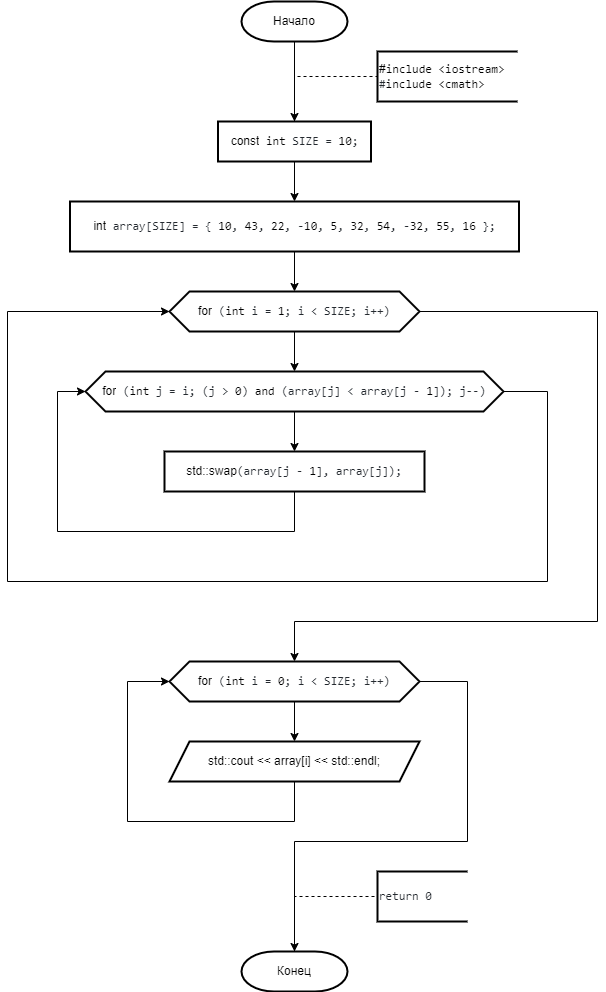 Начало
#include <iostream>
#include <cmath>
const int SIZE = 10;
int array[SIZE] = { 10, 43, 22, -10, 5, 32, 54, -32, 55, 16 };
for (int i = 1; i < SIZE; i++)
for (int j = i; (j > 0) and (array[j] < array[j - 1]); j--)
std::swap(array[j - 1], array[j]);
for (int i = 0; i < SIZE; i++)
std::cout << array[i] << std::endl;
return 0
Конец